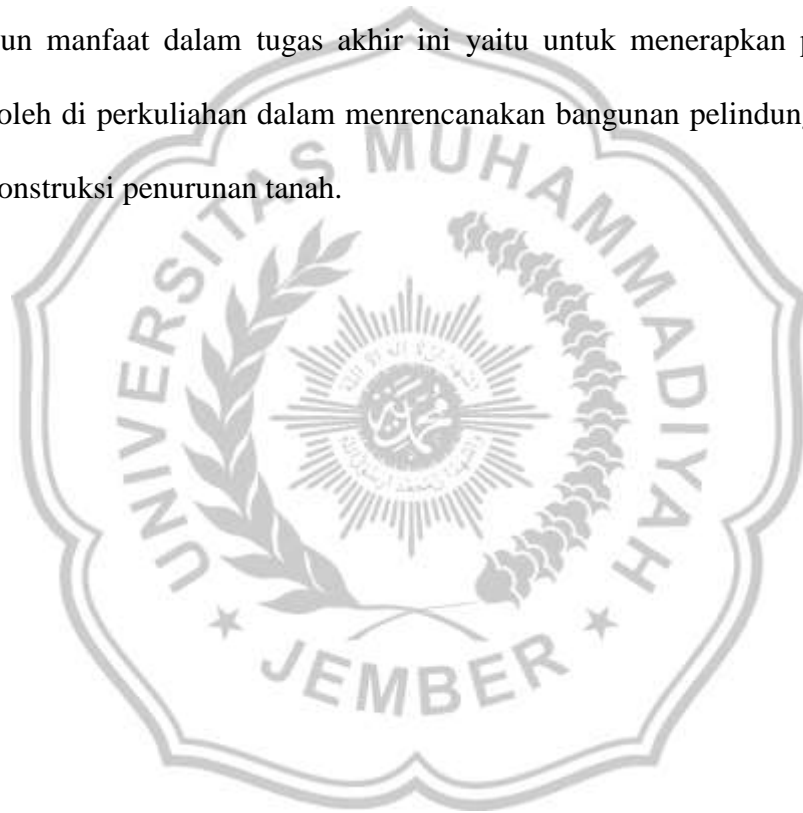 un manfaat dalam tugas akhir ini yaitu untuk menerapkan p
oleh di perkuliahan dalam menrencanakan bangunan pelindung
onstruksi penurunan tanah.
UNIVERSITAS MUHAMMADIYAH
JEMBER